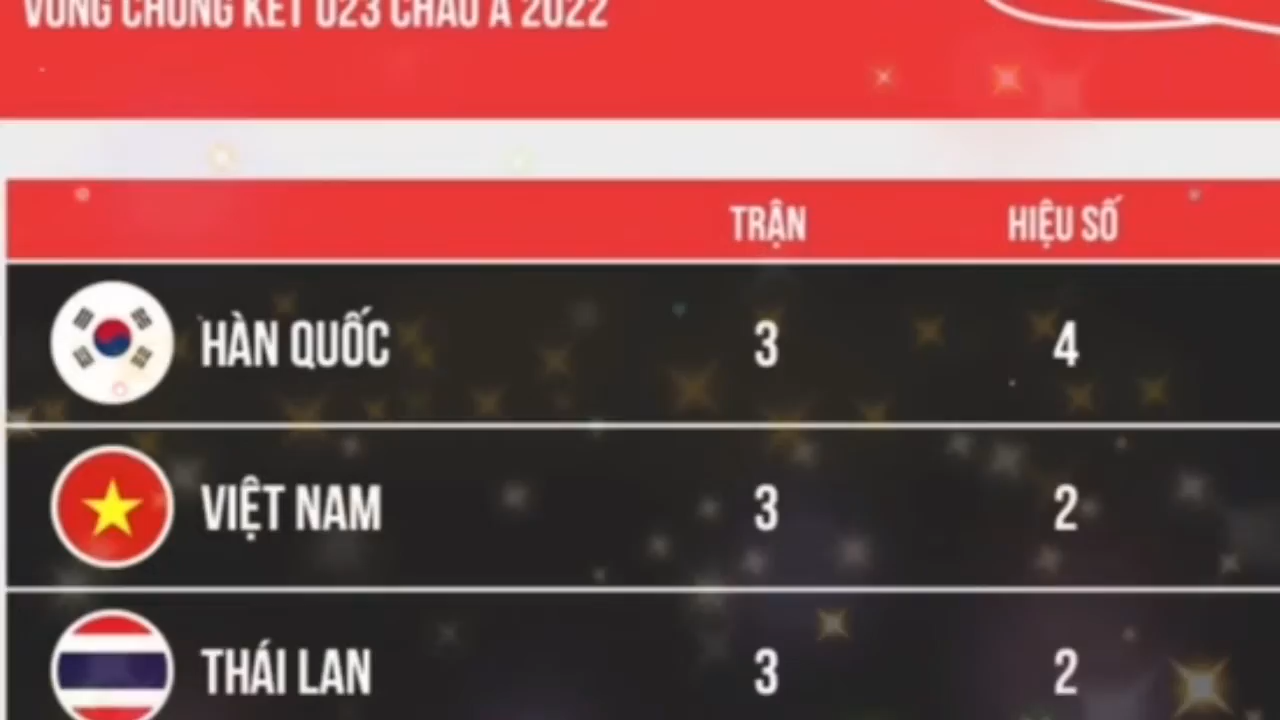 VÒNG CHUNG KẾT U23 CHÂU Á 2022
TRẬN HIỆU SỐ
HÀN QUỐC 3 4
VIỆT NAM 3 2
THÁI LAN 3 2